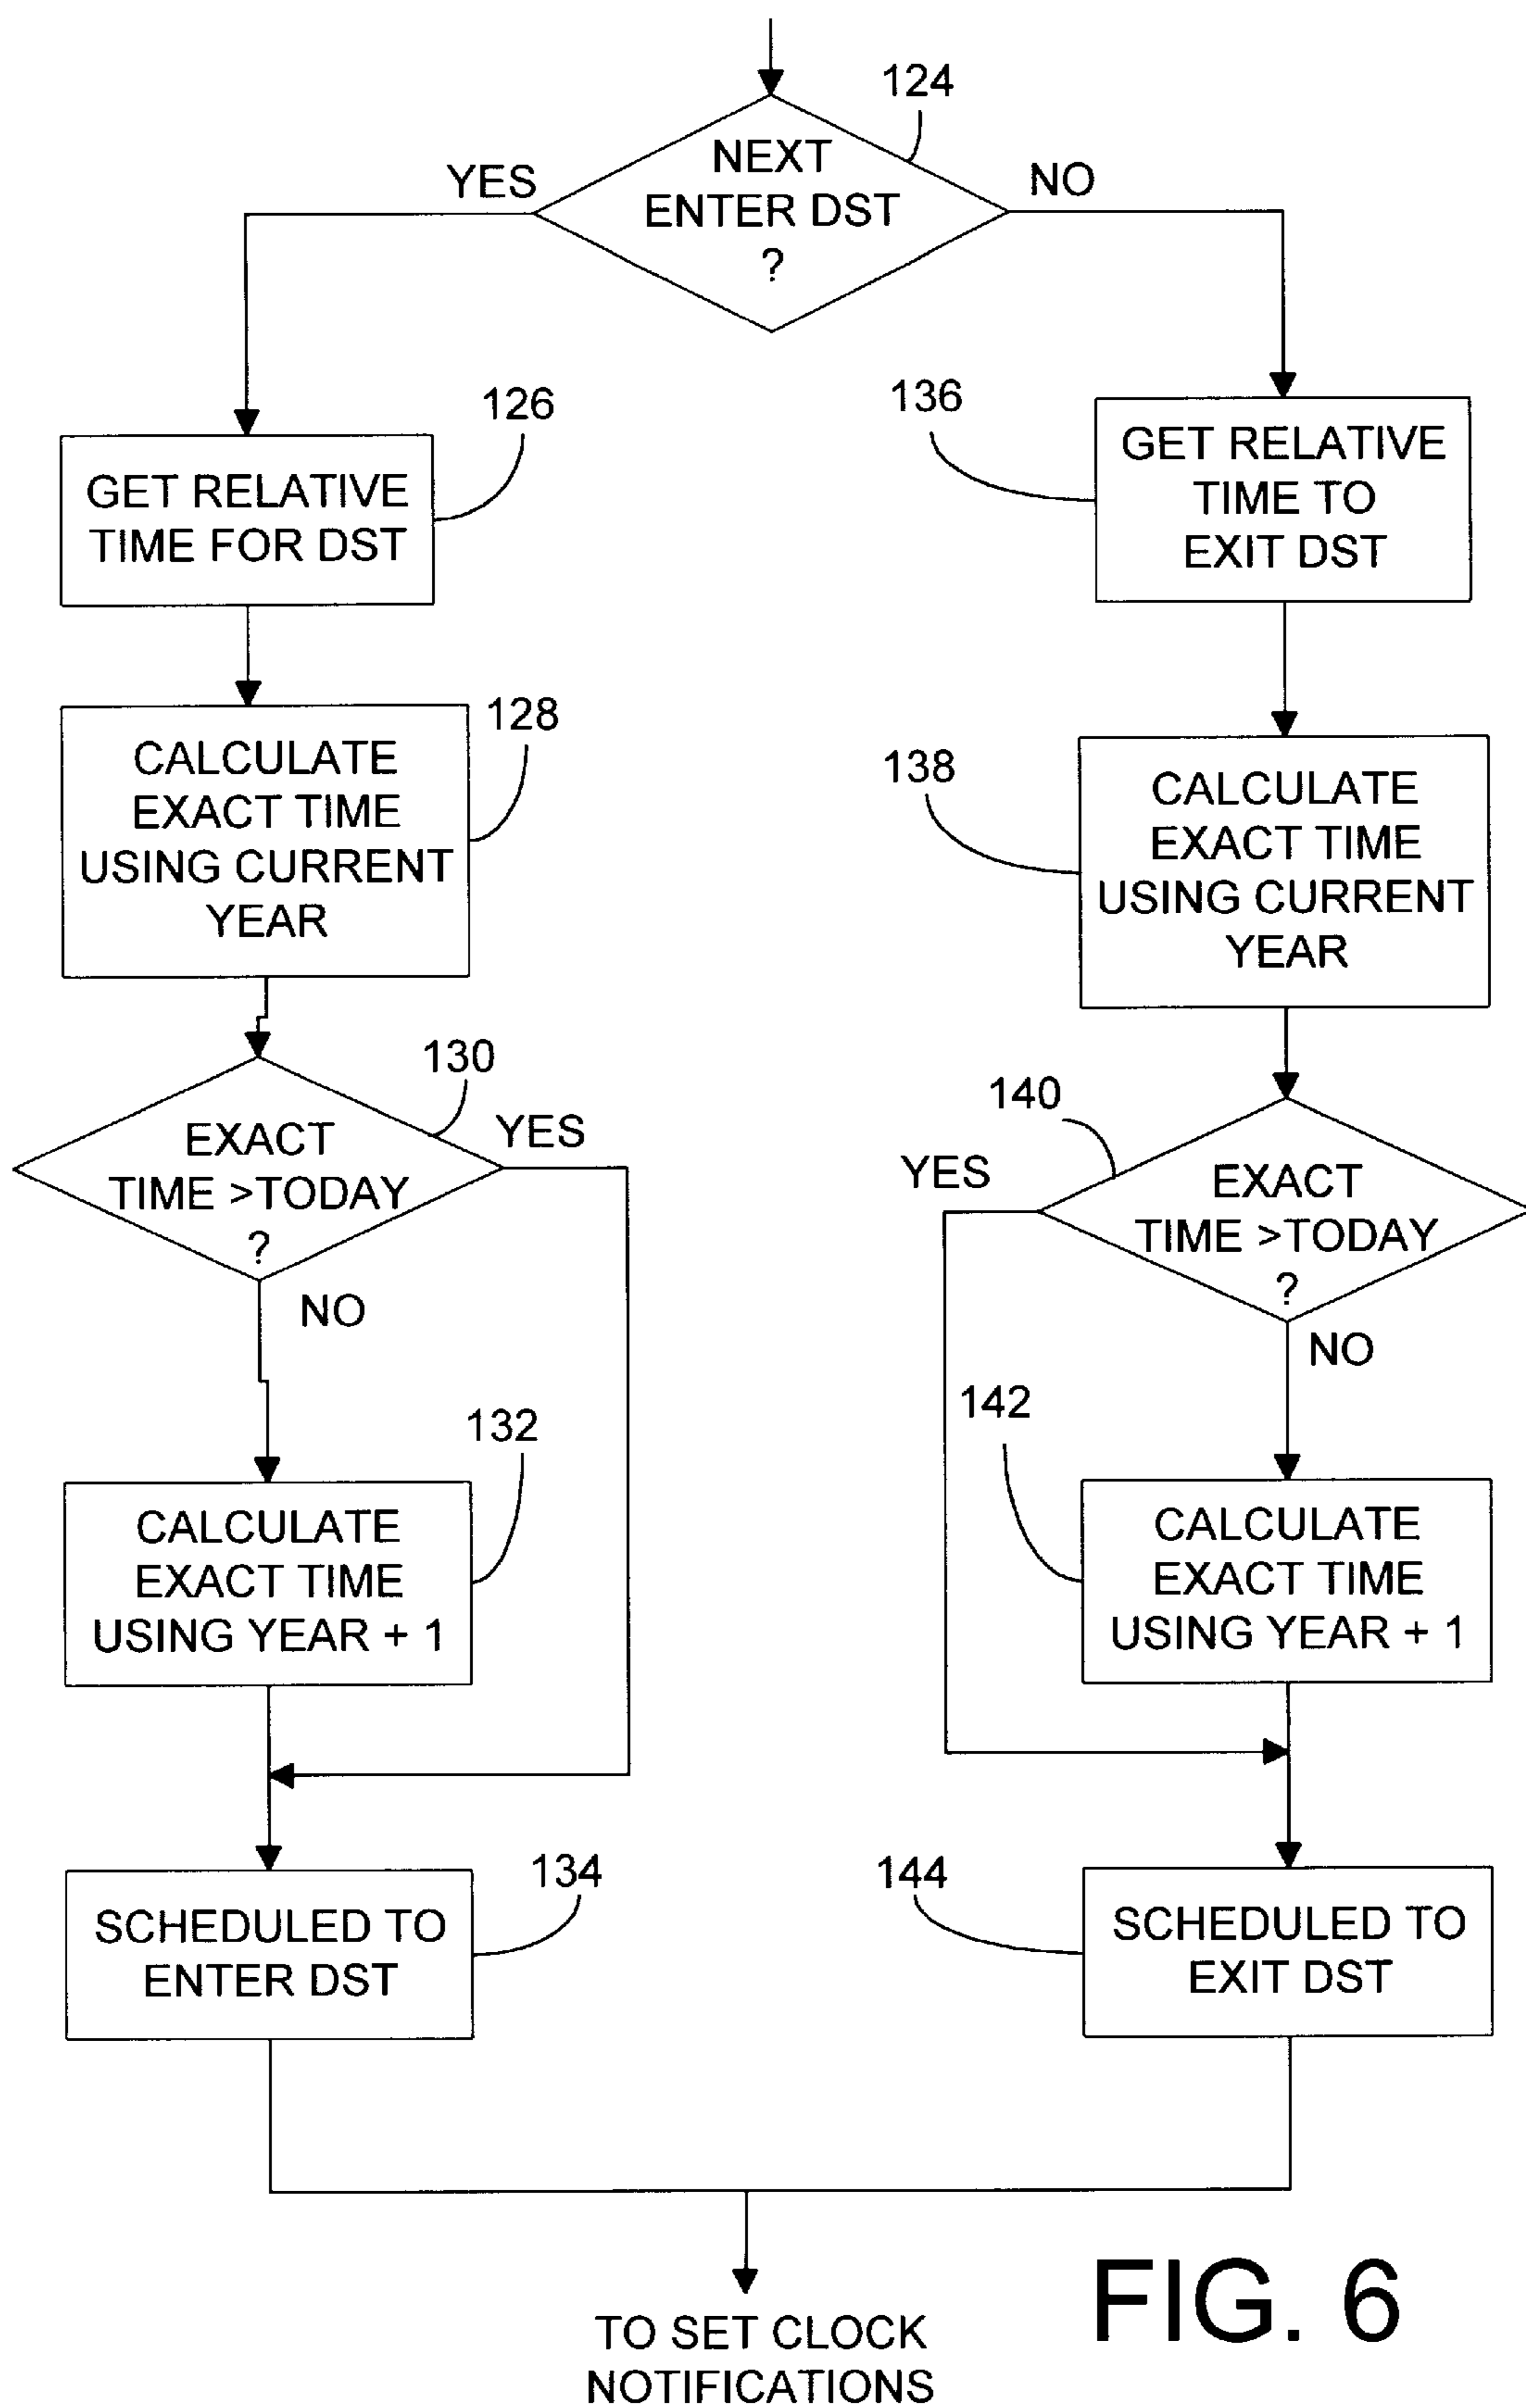 124
NEXT
ENTER DST
?
YES
NO
126
GET RELATIVE
TIME FOR DST
136
GET RELATIVE
TIME TO
EXIT DST
128
CALCULATE
EXACT TIME
USING CURRENT
YEAR
138
CALCULATE
EXACT TIME
USING CURRENT
YEAR
130
EXACT
TIME >TODAY
?
YES
NO
140
EXACT
TIME >TODAY
?
YES
NO
132
CALCULATE
EXACT TIME
USING YEAR + 1
142
CALCULATE
EXACT TIME
USING YEAR + 1
134
SCHEDULED TO
ENTER DST
144
SCHEDULED TO
EXIT DST
TO SET CLOCK
NOTIFICATIONS
FIG. 6